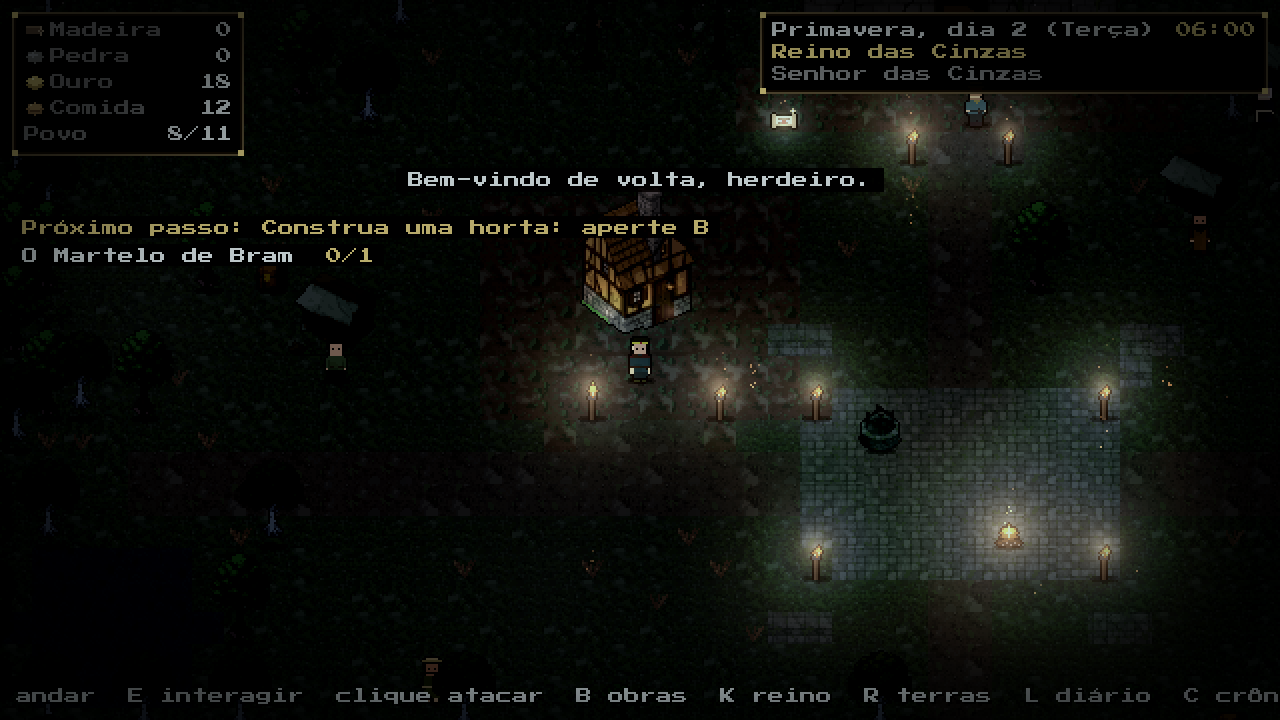 Madeira 0
Pedra 0
Ouro 18
Comida 12
Povo 8/11
Primavera, dia 2 (Terça) 06:00
Reino das Cinzas
Senhor das Cinzas
Bem-vindo de volta, herdeiro.
Próximo passo: Construa uma horta: aperte B
O Martelo de Bram 0/1
andar E interagir clique atacar B obras K reino R terras L diário C crôn